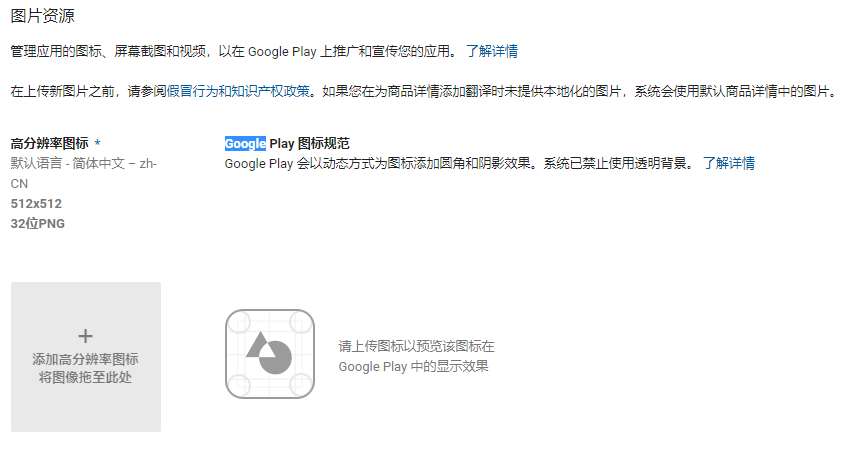 图片资源
管理应用的图标、屏幕截图和视频，以在 Google Play 上推广和宣传您的应用。 了解详情
在上传新图片之前，请参阅假冒行为和知识产权政策。如果您在为商品详情添加翻译时未提供本地化的图片，系统会使用默认商品详情中的图片。
高分辨率图标 *
默认语言 - 简体中文 – zh-
CN
512x512
32位PNG
Google Play 图标规范
Google Play 会以动态方式为图标添加圆角和阴影效果。系统已禁止使用透明背景。 了解详情
+
添加高分辨率图标
将图像拖至此处
请上传图标以预览该图标在
Google Play 中的显示效果